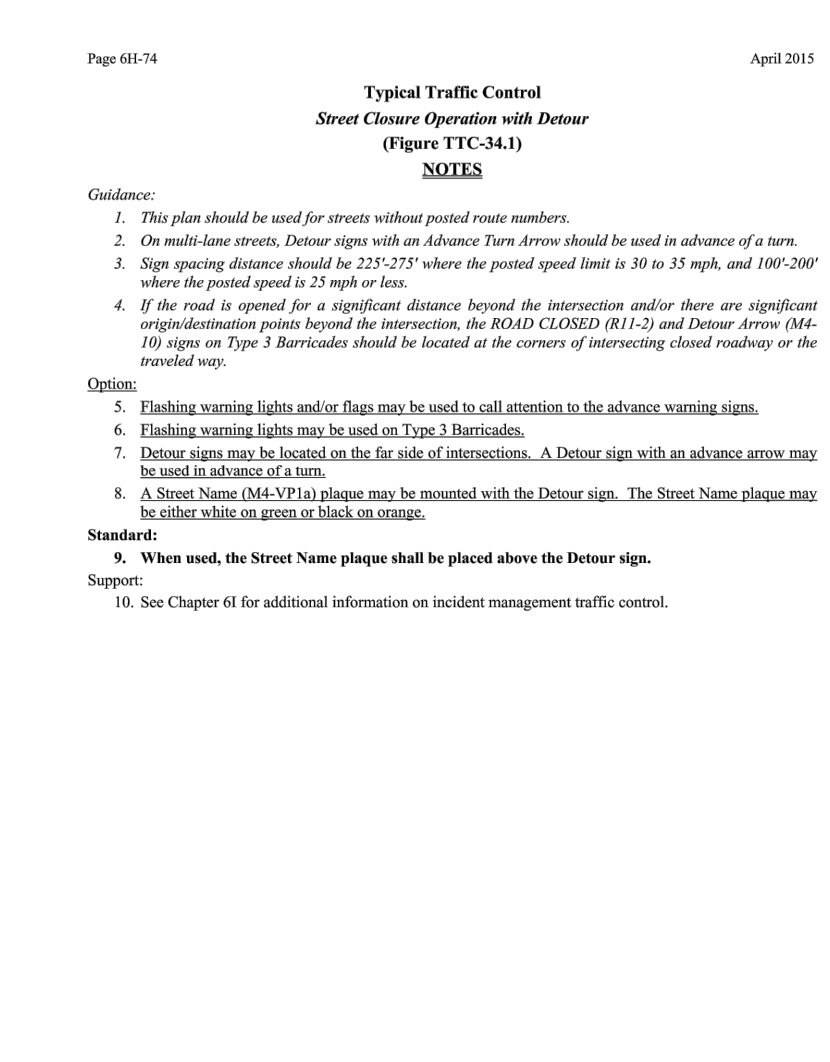 Page 6H-74
April 2015
Typical Traffic Control
Street Closure Operation with Detour
(Figure TTC-34.1)
NOTES
Guidance:
1. This plan should be used for streets without posted route numbers.
2. On multi-lane streets, Detour signs with an Advance Turn Arrow should be used in advance of a turn.
3. Sign spacing distance should be 225'-275' where the posted speed limit is 30 to 35 mph, and 100'-200'
where the posted speed is 25 mph or less.
4. If the road is opened for a significant distance beyond the intersection and/or there are significant
origin/destination points beyond the intersection, the ROAD CLOSED (R11-2) and Detour Arrow (M4-
10) signs on Type 3 Barricades should be located at the corners of intersecting closed roadway or the
traveled way.
Option:
5. Flashing warning lights and/or flags may be used to call attention to the advance warning signs.
6. Flashing warning lights may be used on Type 3 Barricades.
7. Detour signs may be located on the far side of intersections. A Detour sign with an advance arrow may
be used in advance of a turn.
8. A Street Name (M4-VP1a) plaque may be mounted with the Detour sign. The Street Name plaque may
be either white on green or black on orange.
Standard:
9. When used, the Street Name plaque shall be placed above the Detour sign.
Support:
10. See Chapter 6I for additional information on incident management traffic control.